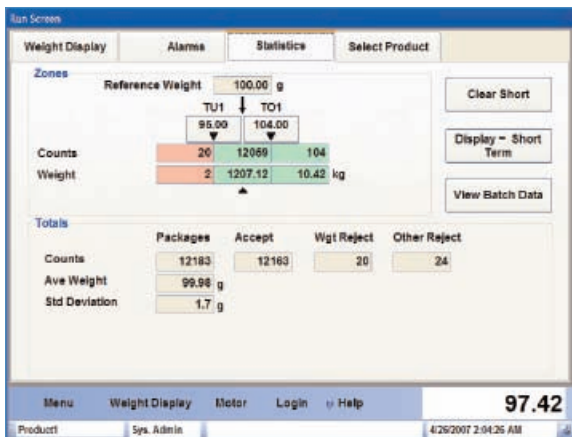 Run Screen
Weight Display Alarms Statistics Select Product
Zones
Reference Weight 100.00 g
Clear Short
TU1 TO1
95.00 104.00
Display - Short Term
Counts 20 12059 104
Weight 2 1207.12 10.42 kg
View Batch Data
Totals
Packages Accept Wgt Reject Other Reject
Counts 12183 12163 20 24
Ave Weight 99.98 g
Std Deviation 1.7 g
Menu Weight Display Motor Login Help 97.42
Product1 Sys. Admin 4/26/2007 2:04:26 AM